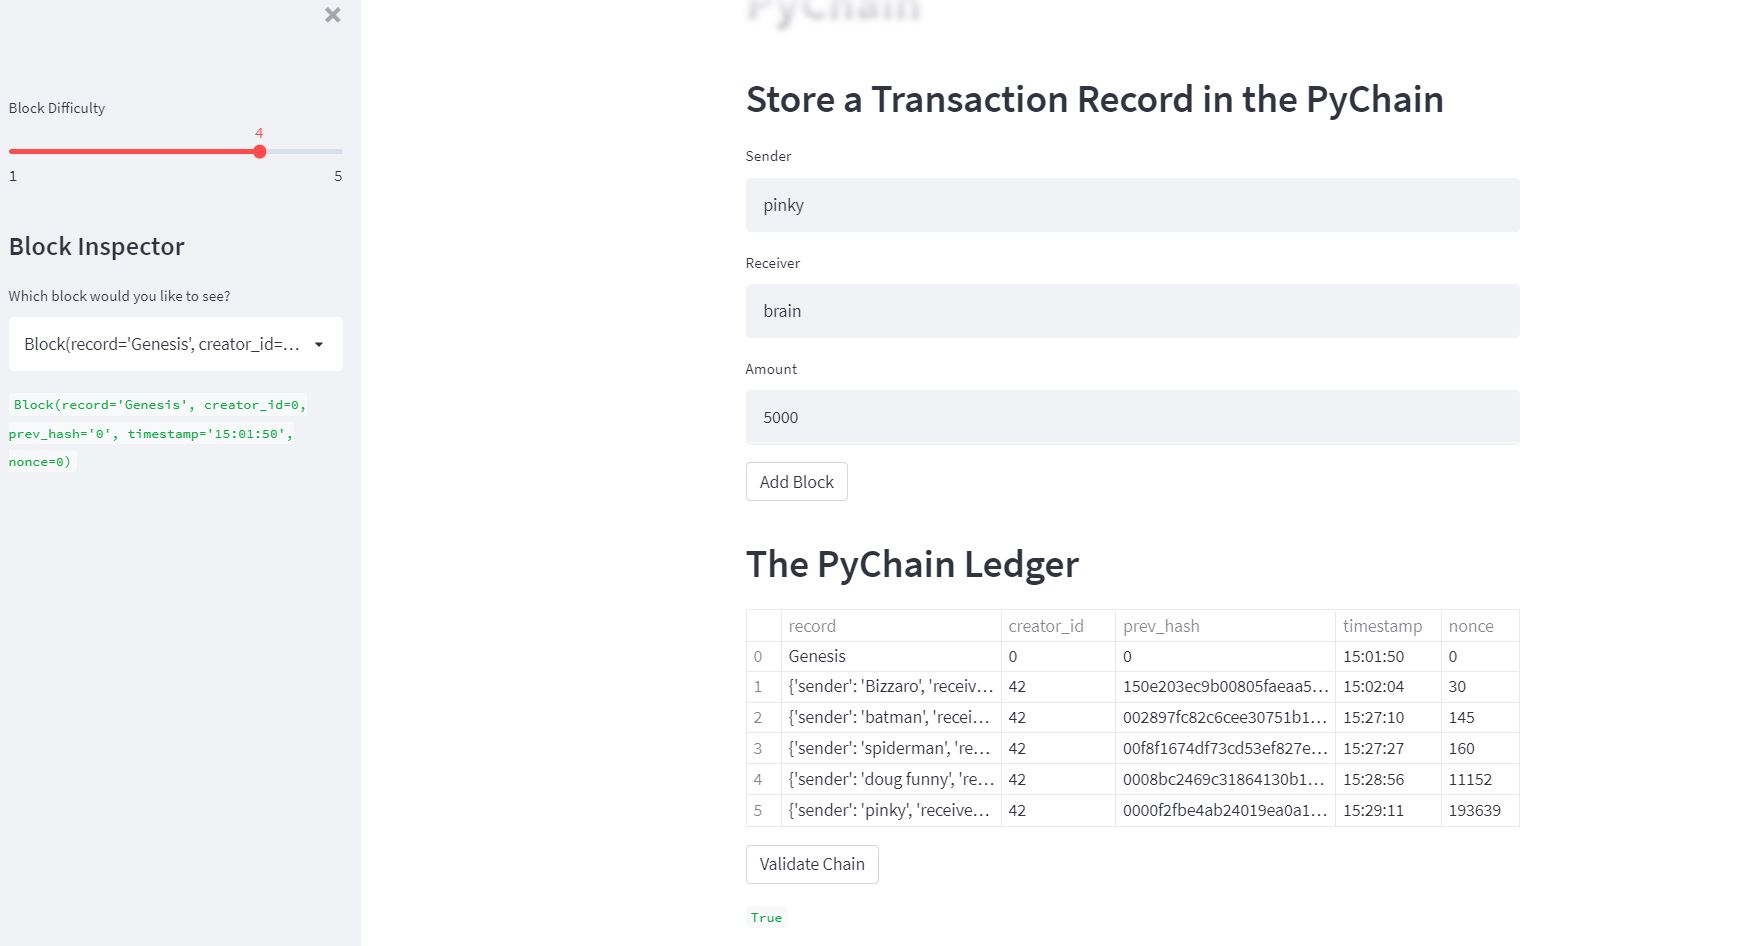 Block Difficulty
4
1 5
Block Inspector
Which block would you like to see?
Block(record='Genesis', creator_id=...
Block(record='Genesis', creator_id=0,
prev_hash='0', timestamp='15:01:50',
nonce=0)
PyChain
Store a Transaction Record in the PyChain
Sender
pinky
Receiver
brain
Amount
5000
Add Block
The PyChain Ledger
record creator_id prev_hash timestamp nonce
0 Genesis 0 0 15:01:50 0
1 {'sender': 'Bizzaro', 'receiv... 42 150e203ec9b00805faeaa5... 15:02:04 30
2 {'sender': 'batman', 'recei... 42 002897fc82c6cee30751b1... 15:27:10 145
3 {'sender': 'spiderman', 're... 42 00f8f1674df73cd53ef827e... 15:27:27 160
4 {'sender': 'doug funny', 're... 42 0008bc2469c31864130b1... 15:28:56 11152
5 {'sender': 'pinky', 'receive... 42 0000f2fbe4ab24019ea0a1... 15:29:11 193639
Validate Chain
True